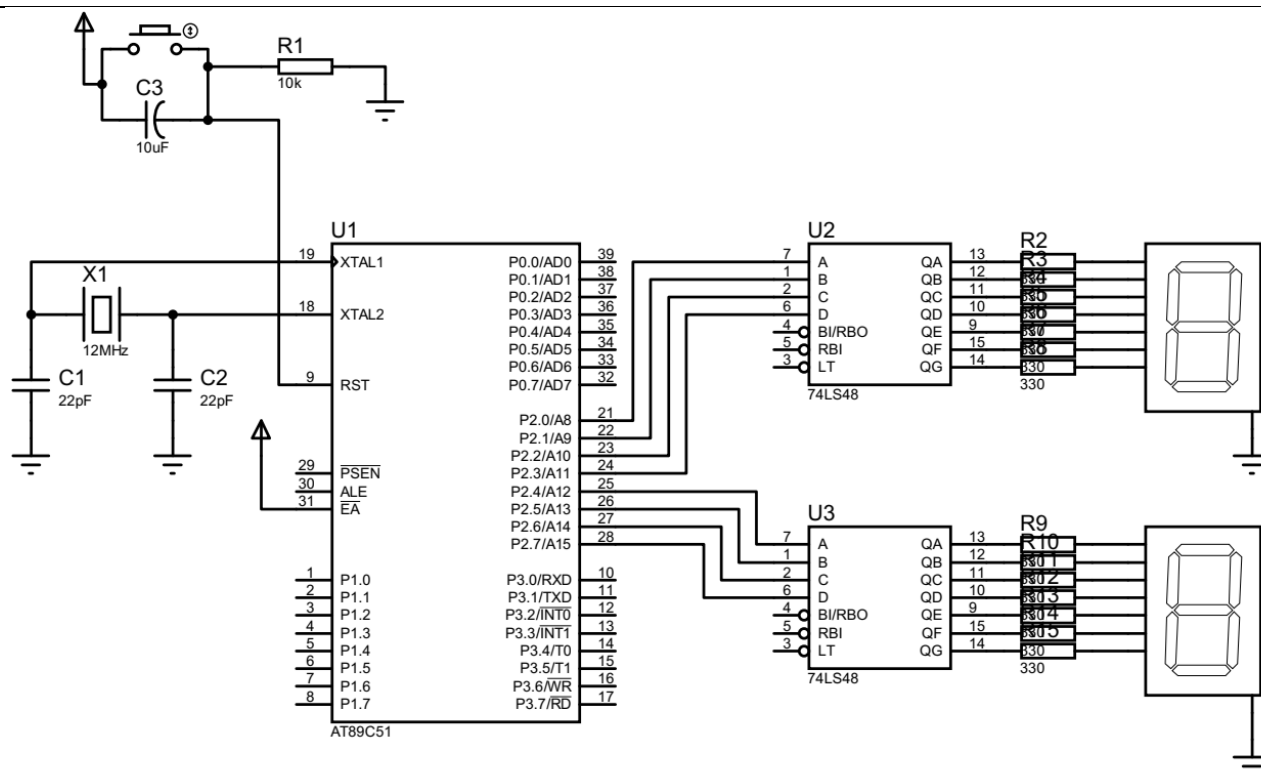 R1
10k
C3
10uF
U1
19
XTAL1
18
XTAL2
9
RST
29
PSEN
30
ALE
31
EA
1
P1.0
2
P1.1
3
P1.2
4
P1.3
5
P1.4
6
P1.5
7
P1.6
8
P1.7
P0.0/AD0
39
P0.1/AD1
38
P0.2/AD2
37
P0.3/AD3
36
P0.4/AD4
35
P0.5/AD5
34
P0.6/AD6
33
P0.7/AD7
32
P2.0/A8
21
P2.1/A9
22
P2.2/A10
23
P2.3/A11
24
P2.4/A12
25
P2.5/A13
26
P2.6/A14
27
P2.7/A15
28
P3.0/RXD
10
P3.1/TXD
11
P3.2/INT0
12
P3.3/INT1
13
P3.4/T0
14
P3.5/T1
15
P3.6/WR
16
P3.7/RD
17
AT89C51
X1
12MHz
C1
22pF
C2
22pF
U2
7
A
1
B
2
C
6
D
4
BI/RBO
5
RBI
3
LT
QA
13
QB
12
QC
11
QD
10
QE
9
QF
15
QG
14
74LS48
R2
R3
330
330
U3
7
A
1
B
2
C
6
D
4
BI/RBO
5
RBI
3
LT
QA
13
QB
12
QC
11
QD
10
QE
9
QF
15
QG
14
74LS48
R9
R10
330
330